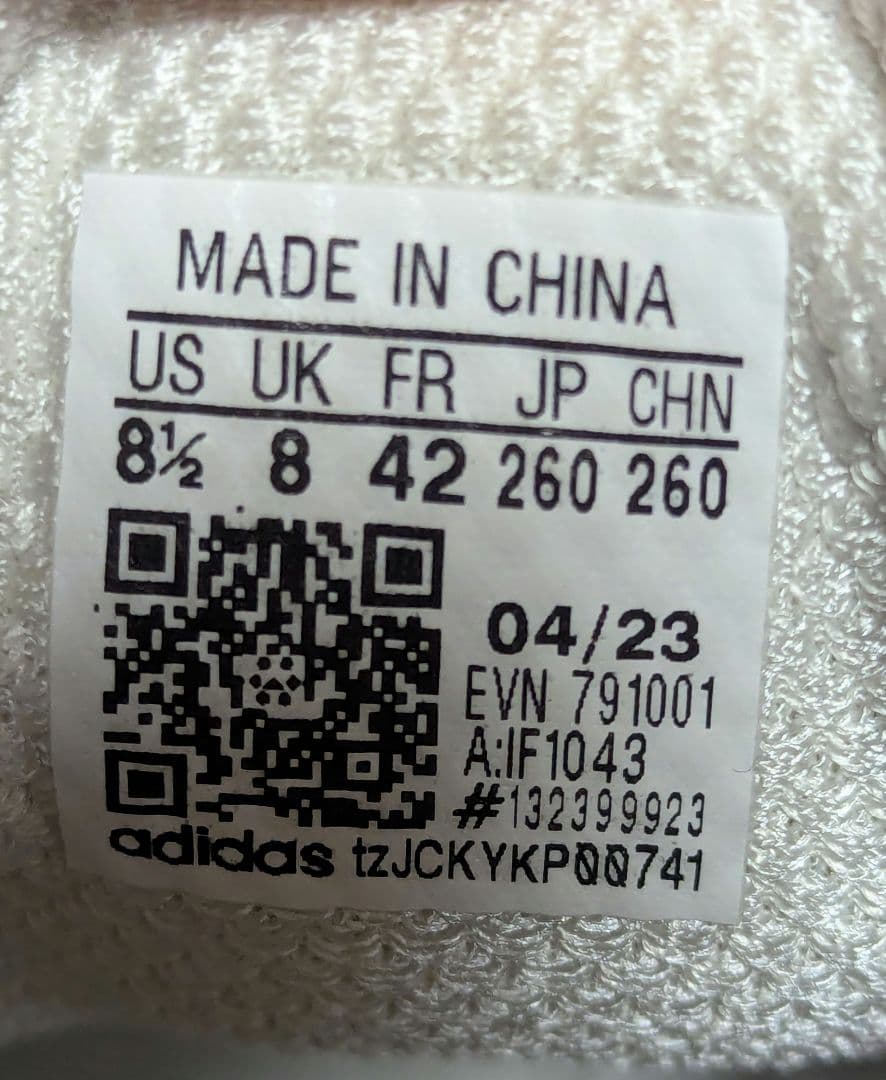 MADE IN CHINA
US UK FR JP CHN
8½ 8 42 260 260
04/23
EVN 791001
A:IF1043
#132399923
adidas tzJCKYKP00741